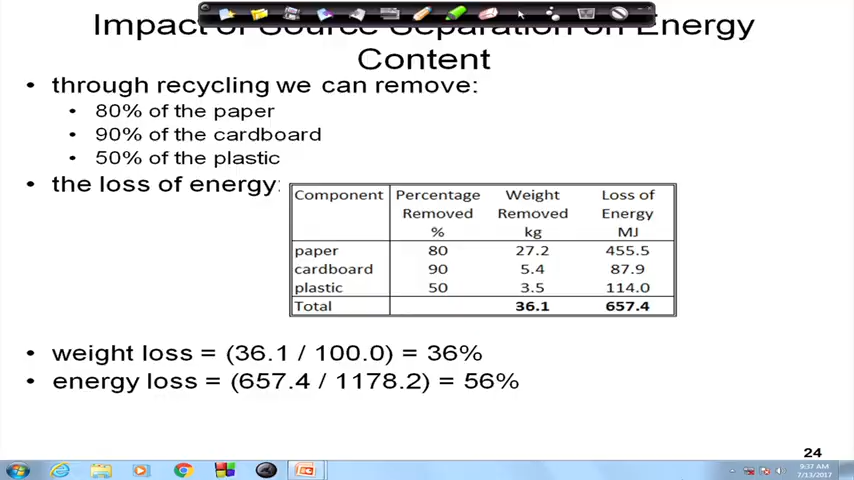 Impact of Source Separation on Energy
Content
• through recycling we can remove:
• 80% of the paper
• 90% of the cardboard
• 50% of the plastic
• the loss of energy:
Component Percentage Weight Loss of
Removed Removed Energy
% kg MJ
paper 80 27.2 455.5
cardboard 90 5.4 87.9
plastic 50 3.5 114.0
Total 36.1 657.4
• weight loss = (36.1 / 100.0) = 36%
• energy loss = (657.4 / 1178.2) = 56%
24
9:37 AM
7/13/2017